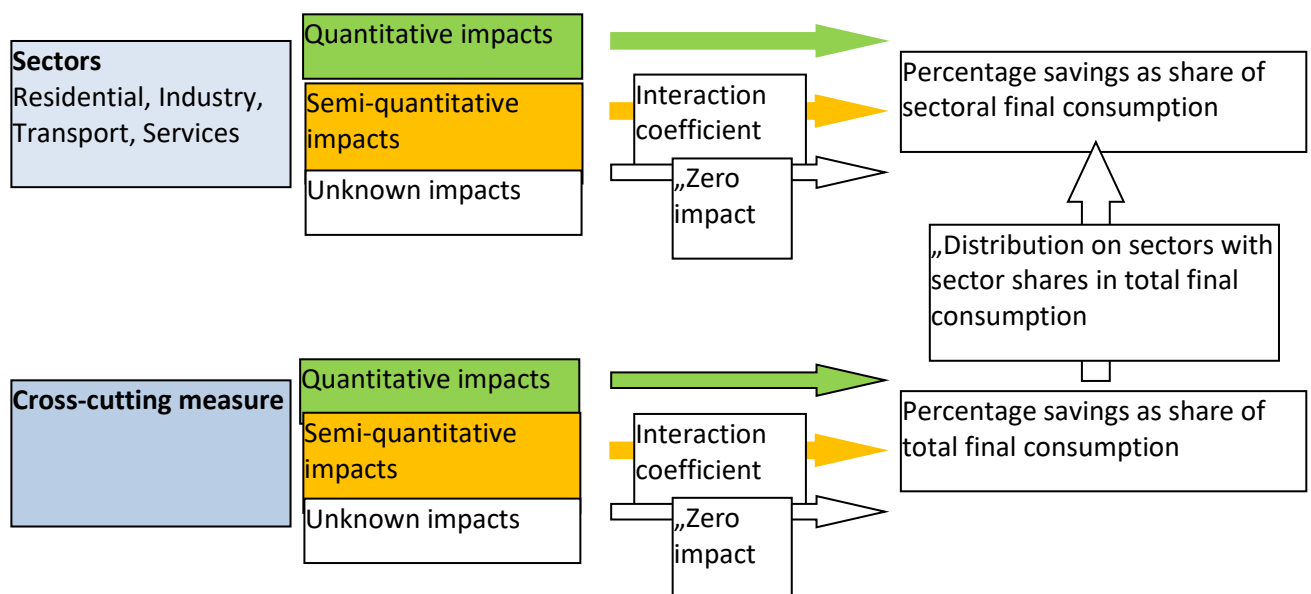 Sectors
Residential, Industry,
Transport, Services
Quantitative impacts
Semi-quantitative
impacts
Unknown impacts
Interaction
coefficient
„Zero
impact
Percentage savings as share of
sectoral final consumption
„Distribution on sectors with
sector shares in total final
consumption
Cross-cutting measure
Quantitative impacts
Semi-quantitative
impacts
Unknown impacts
Interaction
coefficient
„Zero
impact
Percentage savings as share of
total final consumption